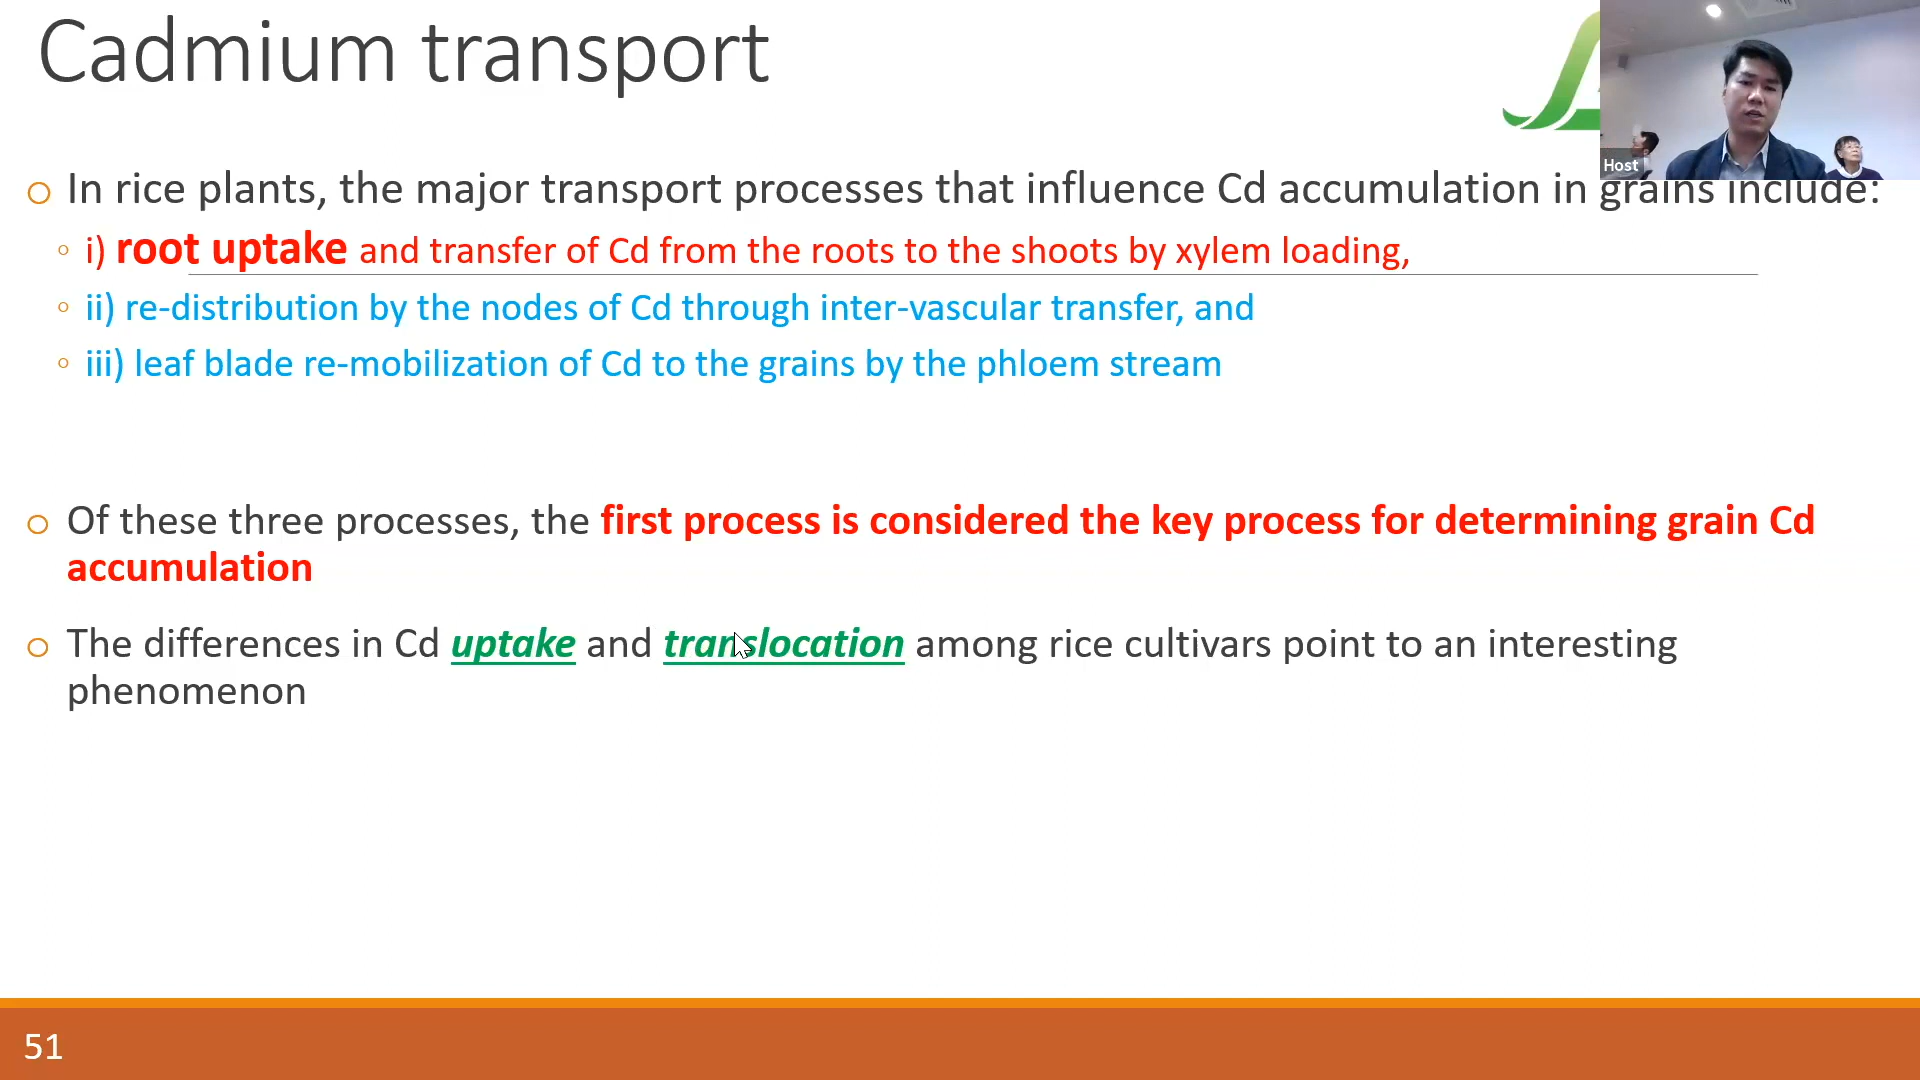 Cadmium transport
Host
In rice plants, the major transport processes that influence Cd accumulation in grains include:
i) root uptake and transfer of Cd from the roots to the shoots by xylem loading,
ii) re-distribution by the nodes of Cd through inter-vascular transfer, and
iii) leaf blade re-mobilization of Cd to the grains by the phloem stream
Of these three processes, the first process is considered the key process for determining grain Cd
accumulation
The differences in Cd uptake and translocation among rice cultivars point to an interesting
phenomenon
51